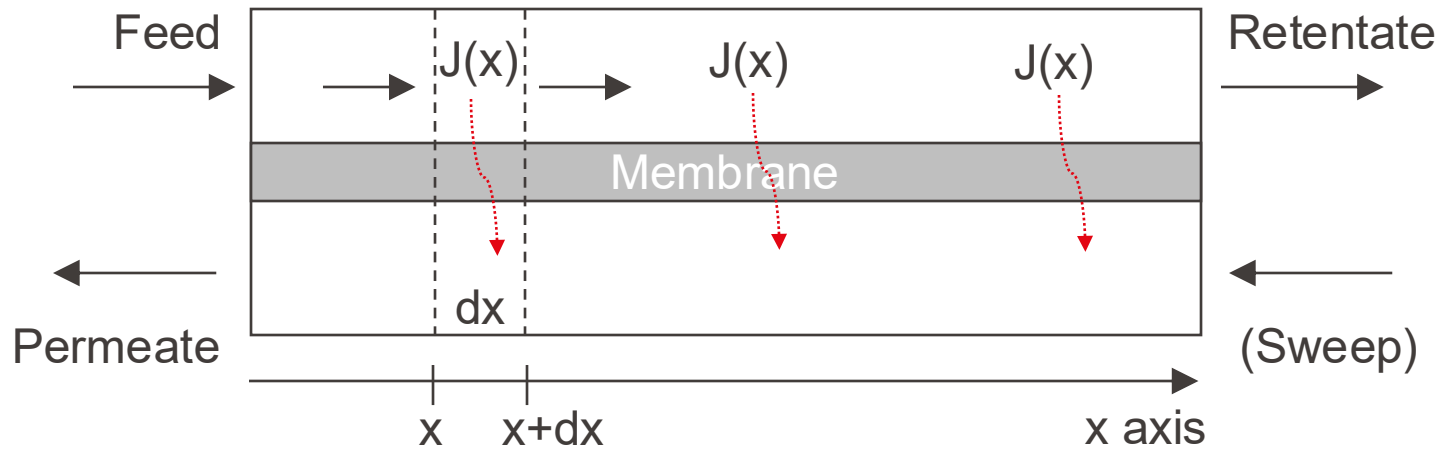 Feed
J(x)
J(x)
J(x)
Retentate
Membrane
dx
Permeate
(Sweep)
x
x+dx
x axis